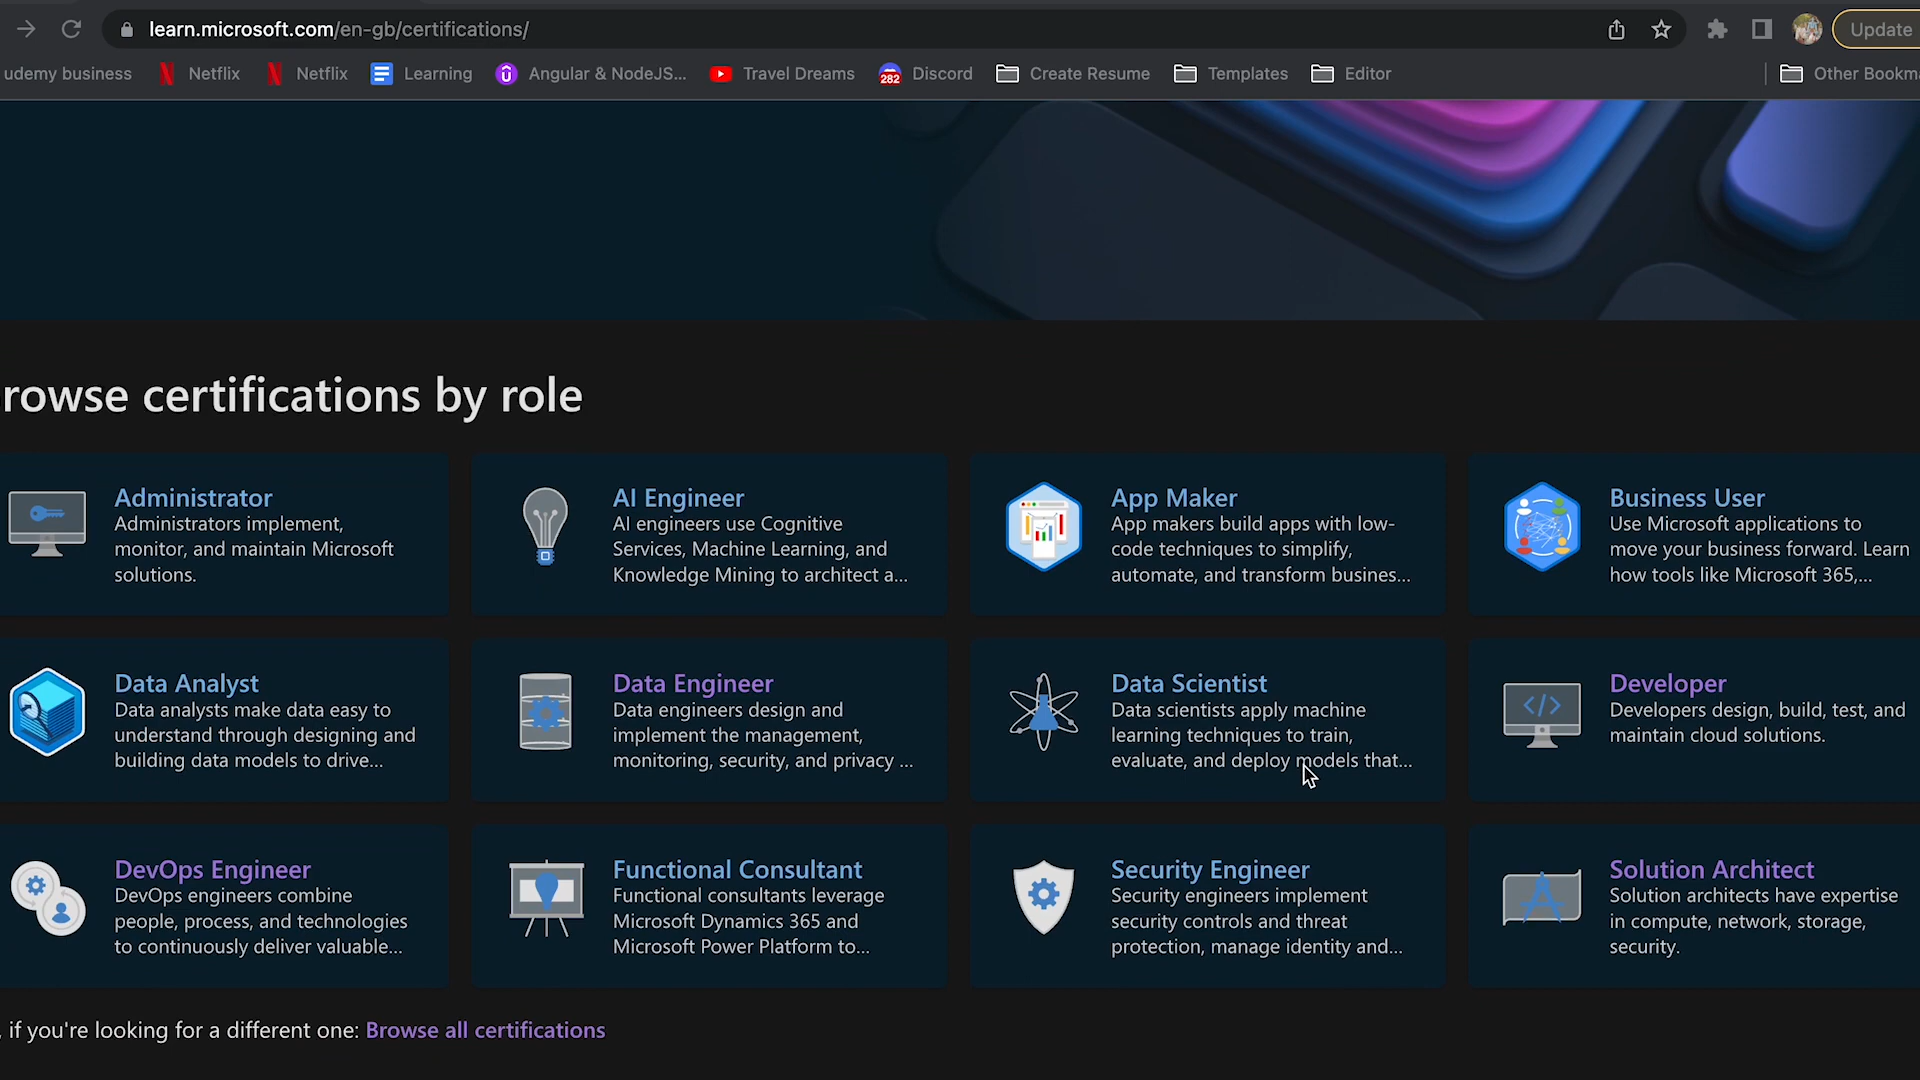 learn.microsoft.com/en-gb/certifications/
Update
udemy business
Netflix
Netflix
Learning
Angular & NodeJS...
Travel Dreams
282
Discord
Create Resume
Templates
Editor
Other Bookma
rowse certifications by role
Administrator
Administrators implement,
monitor, and maintain Microsoft
solutions.
AI Engineer
AI engineers use Cognitive
Services, Machine Learning, and
Knowledge Mining to architect a...
App Maker
App makers build apps with low-
code techniques to simplify,
automate, and transform busines...
Business User
Use Microsoft applications to
move your business forward. Learn
how tools like Microsoft 365,...
Data Analyst
Data analysts make data easy to
understand through designing and
building data models to drive...
Data Engineer
Data engineers design and
implement the management,
monitoring, security, and privacy ...
Data Scientist
Data scientists apply machine
learning techniques to train,
evaluate, and deploy models that...
Developer
Developers design, build, test, and
maintain cloud solutions.
DevOps Engineer
DevOps engineers combine
people, process, and technologies
to continuously deliver valuable...
Functional Consultant
Functional consultants leverage
Microsoft Dynamics 365 and
Microsoft Power Platform to...
Security Engineer
Security engineers implement
security controls and threat
protection, manage identity and...
Solution Architect
Solution architects have expertise
in compute, network, storage,
security.
, if you're looking for a different one: Browse all certifications